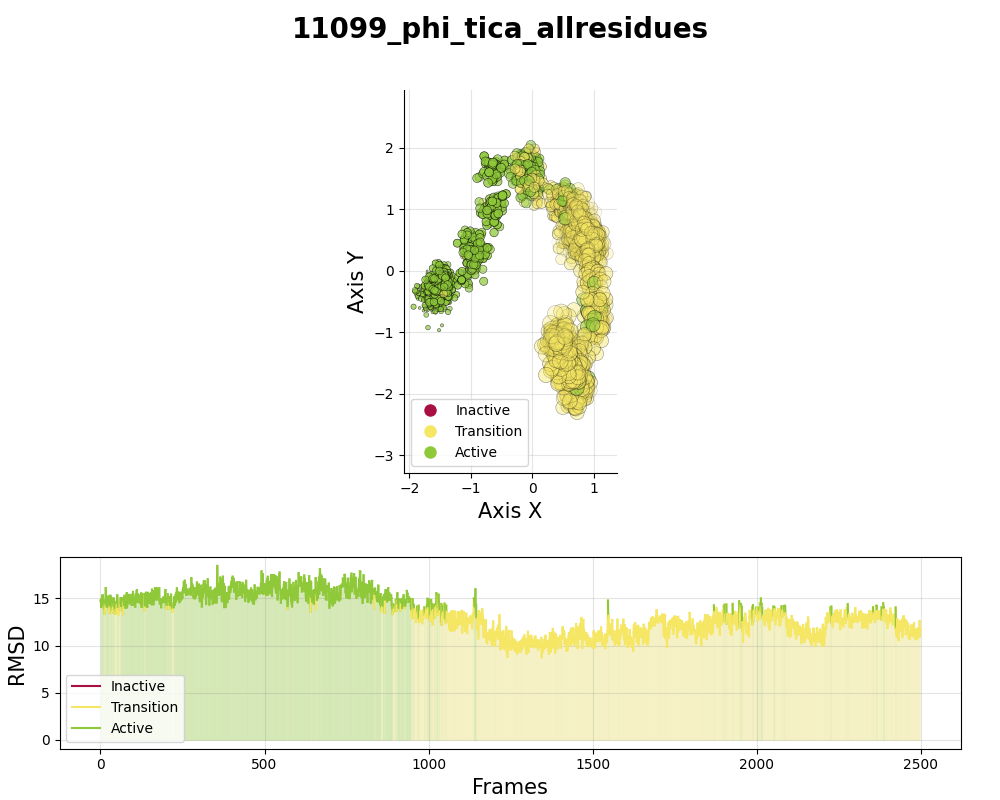 11099_phi_tica_allresidues
2
1
0
−1
−2
−3
Axis Y
Inactive
Transition
Active
−2
−1
0
1
Axis X
15
10
5
0
RMSD
Inactive
Transition
Active
0
500
1000
1500
2000
2500
Frames